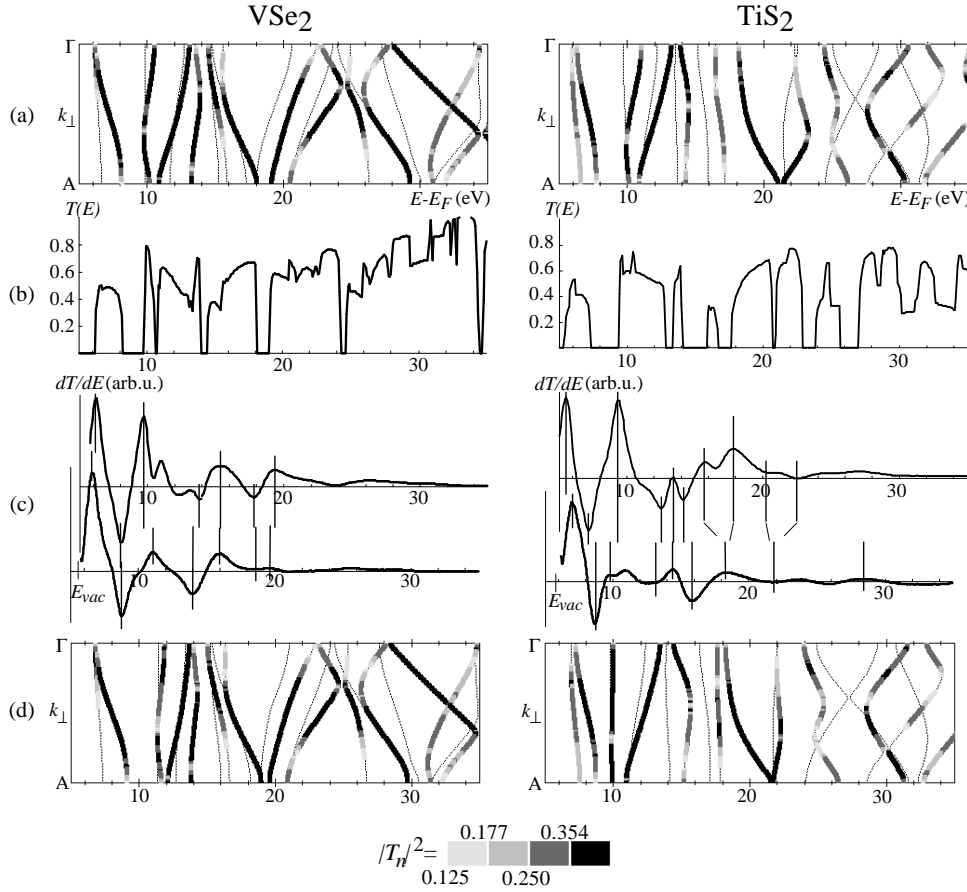 VSe2 TiS2
(a)
Γ
k⊥
A
10 20 30
E-EF (eV)
Γ
k⊥
A
10 20 30
E-EF (eV)
(b)
T(E)
0.8
0.6
0.4
0.2
10 20 30
T(E)
0.8
0.6
0.4
0.2
10 20 30
(c)
dT/dE (arb.u.)
10 20 30
Evac
10 20 30
dT/dE (arb.u.)
10 20 30
Evac
10 20 30
(d)
Γ
k⊥
A
10 20 30
Γ
k⊥
A
10 20 30
0.177 0.354
|Tn|2=
0.125 0.250